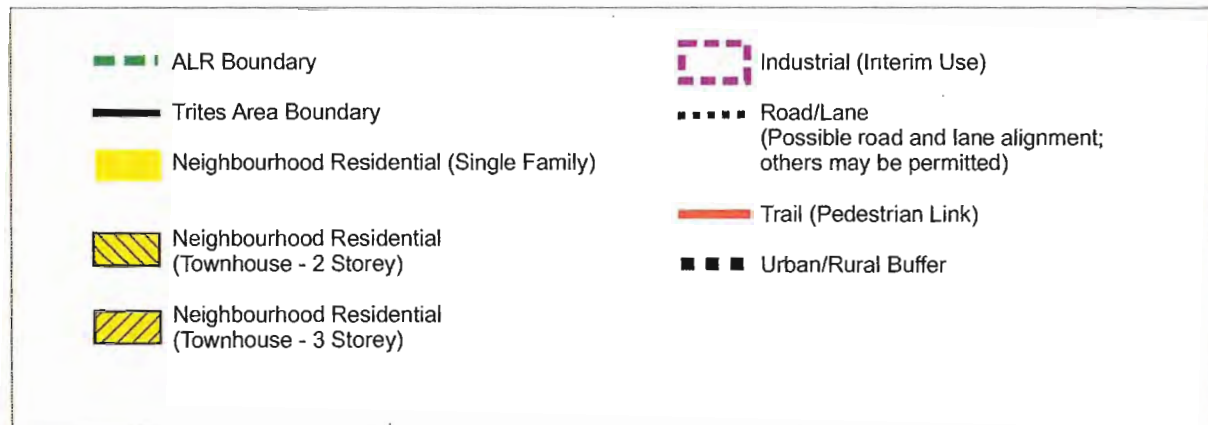 ALR Boundary
Trites Area Boundary
Neighbourhood Residential (Single Family)
Neighbourhood Residential
(Townhouse - 2 Storey)
Neighbourhood Residential
(Townhouse - 3 Storey)
Industrial (Interim Use)
Road/Lane
(Possible road and lane alignment;
others may be permitted)
Trail (Pedestrian Link)
Urban/Rural Buffer